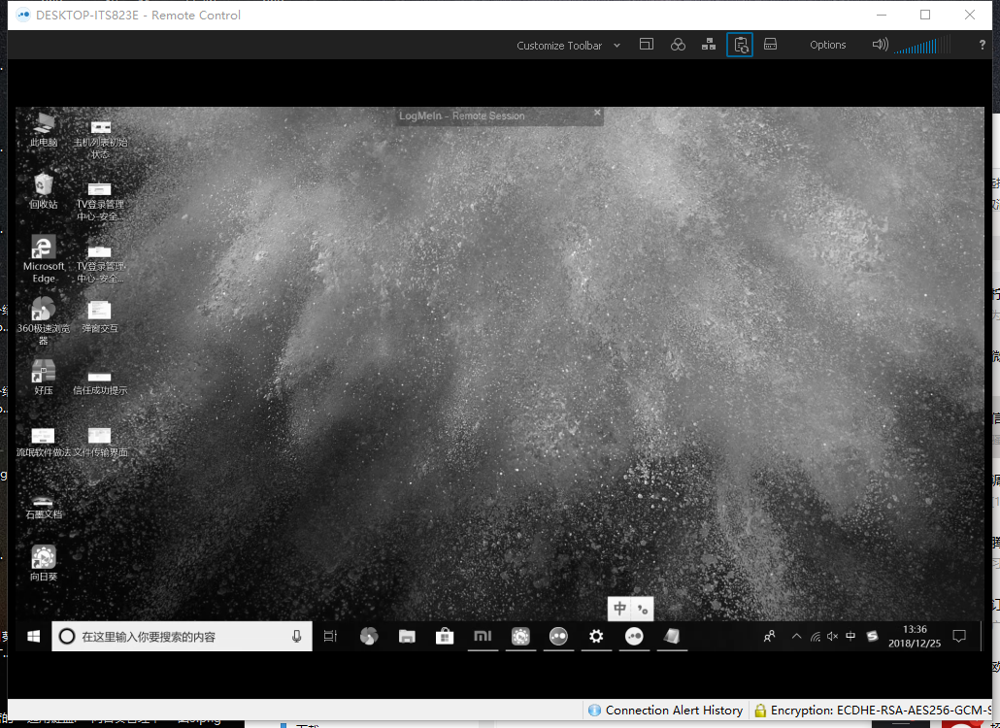 DESKTOP-ITS823E - Remote Control
Customize Toolbar
Options
?
LogMeIn - Remote Session
此电脑
主机列表初始
状态
回收站
TV登录管理
中心-安全...
Microsoft
Edge
TV登录管理
中心-安全...
360极速浏览
器
弹窗交互
好压
信任成功提示
流氓软件做法
文件传输界面
石墨文档
向日葵
中
在这里输入你要搜索的内容
中
13:36
2018/12/25
Connection Alert History
Encryption: ECDHE-RSA-AES256-GCM-S